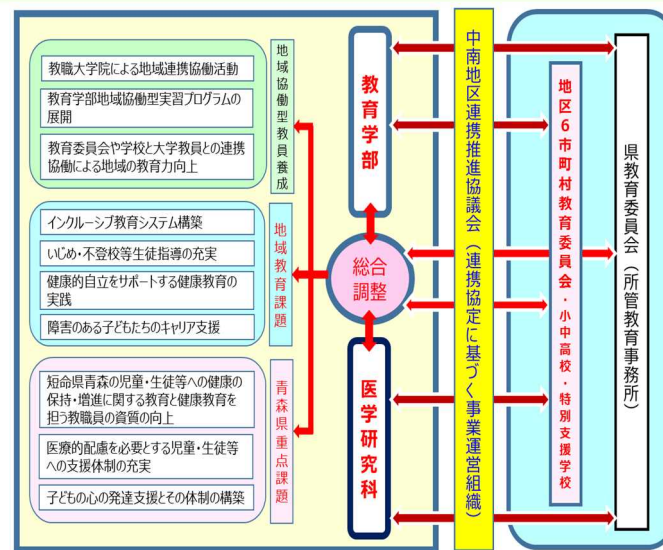 教職大学院による地域連携協働活動
教育学部地域協働型実習プログラムの
展開
教育委員会や学校と大学教員との連携
協働による地域の教育力向上
地域協働型教員養成
インクルーシブ教育システム構築
いじめ・不登校等生徒指導の充実
健康的自立をサポートする健康教育の
実践
障害のある子どもたちのキャリア支援
地域教育課題
短命県青森の児童・生徒等への健康の
保持・増進に関する教育と健康教育を
担う教職員の資質の向上
医療的配慮を必要とする児童・生徒等
への支援体制の充実
子どもの心の発達支援とその体制の構築
青森県重点課題
教育学部
総合
調整
医学研究科
中南地区連携推進協議会（連携協定に基づく事業運営組織）
地区６市町村教育委員会・小中高校・特別支援学校
県教育委員会（所管教育事務所）